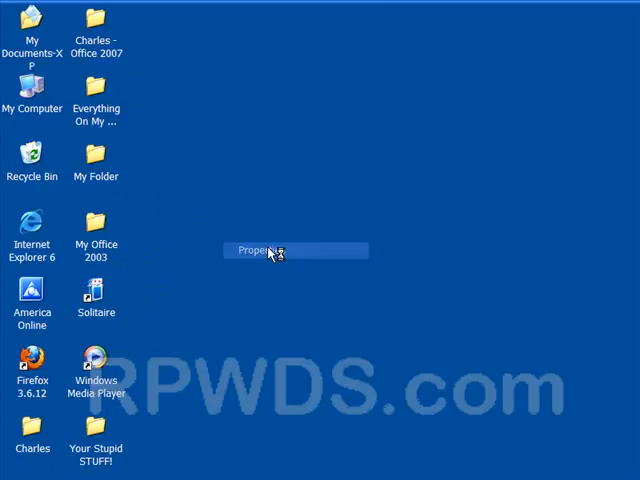 My
Documents-X
P
Charles -
Office 2007
My Computer
Everything
On My ...
Recycle Bin
My Folder
Internet
Explorer 6
My Office
2003
America
Online
Solitaire
Firefox
3.6.12
Windows
Media Player
Charles
Your Stupid
STUFF!
Properties
RPWDS.com